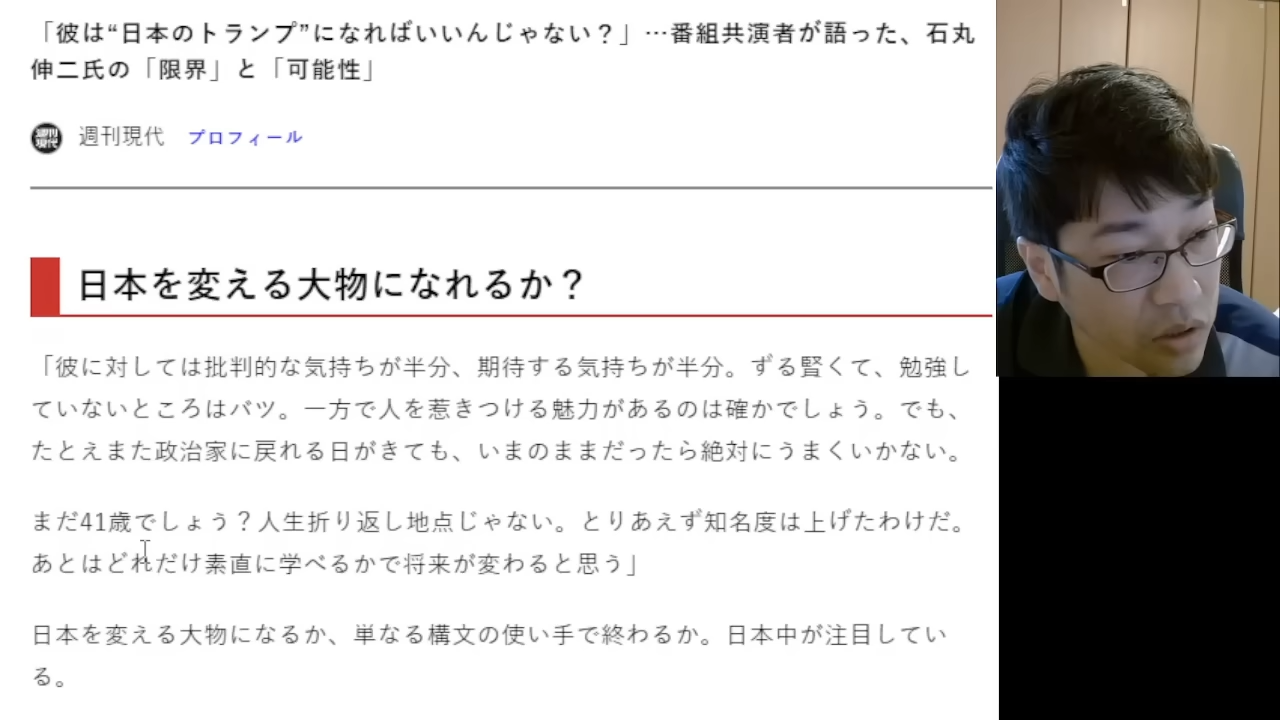 「彼は“日本のトランプ”になればいいんじゃない？」…番組共演者が語った、石丸
伸二氏の「限界」と「可能性」
週刊現代
週刊現代 プロフィール
日本を変える大物になれるか？
「彼に対しては批判的な気持ちが半分、期待する気持ちが半分。ずる賢くて、勉強し
ていないところはバツ。一方で人を惹きつける魅力があるのは確かでしょう。でも、
たとえまた政治家に戻れる日がきても、いまのままだったら絶対にうまくいかない。
まだ41歳でしょう？人生折り返し地点じゃない。とりあえず知名度は上げたわけだ。
あとはどれだけ素直に学べるかで将来が変わると思う」
日本を変える大物になるか、単なる構文の使い手で終わるか。日本中が注目してい
る。